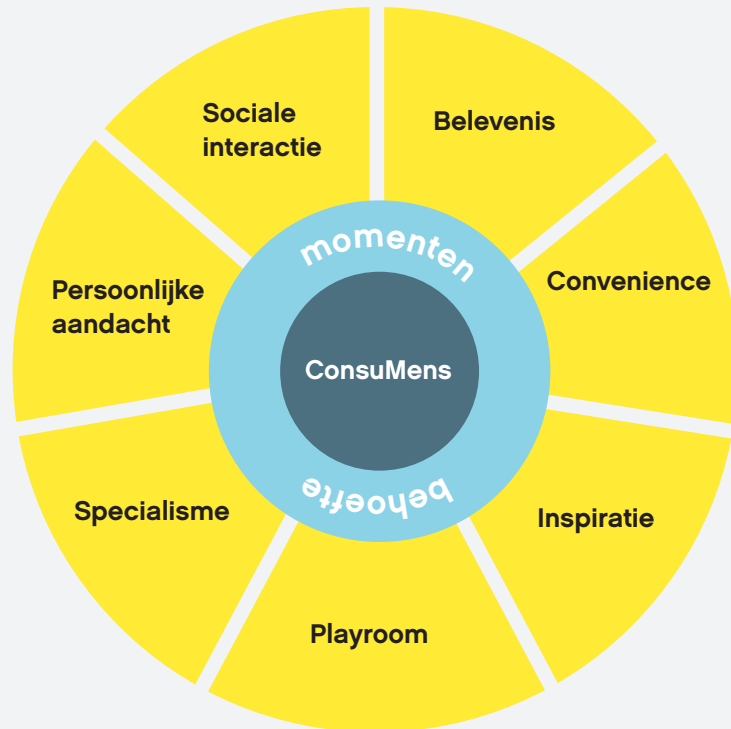 Sociale
interactie
Belevenis
Convenience
Inspiratie
Playroom
Specialisme
Persoonlijke
aandacht
momenten
ConsuMens
behoefte